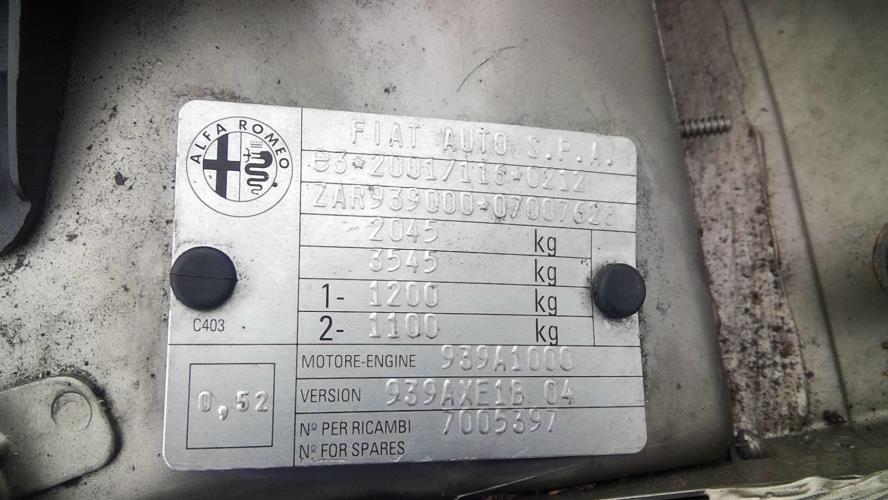 ALFA ROMEO
FIAT AUTO S.P.A.
e3*2001/116*0212
ZAR939000*07007628
2045 kg
3545 kg
1- 1200 kg
2- 1100 kg
C403
MOTORE-ENGINE 939A1000
VERSION 939AXE1B 04
0,52
Nº PER RICAMBI 7005397
Nº FOR SPARES